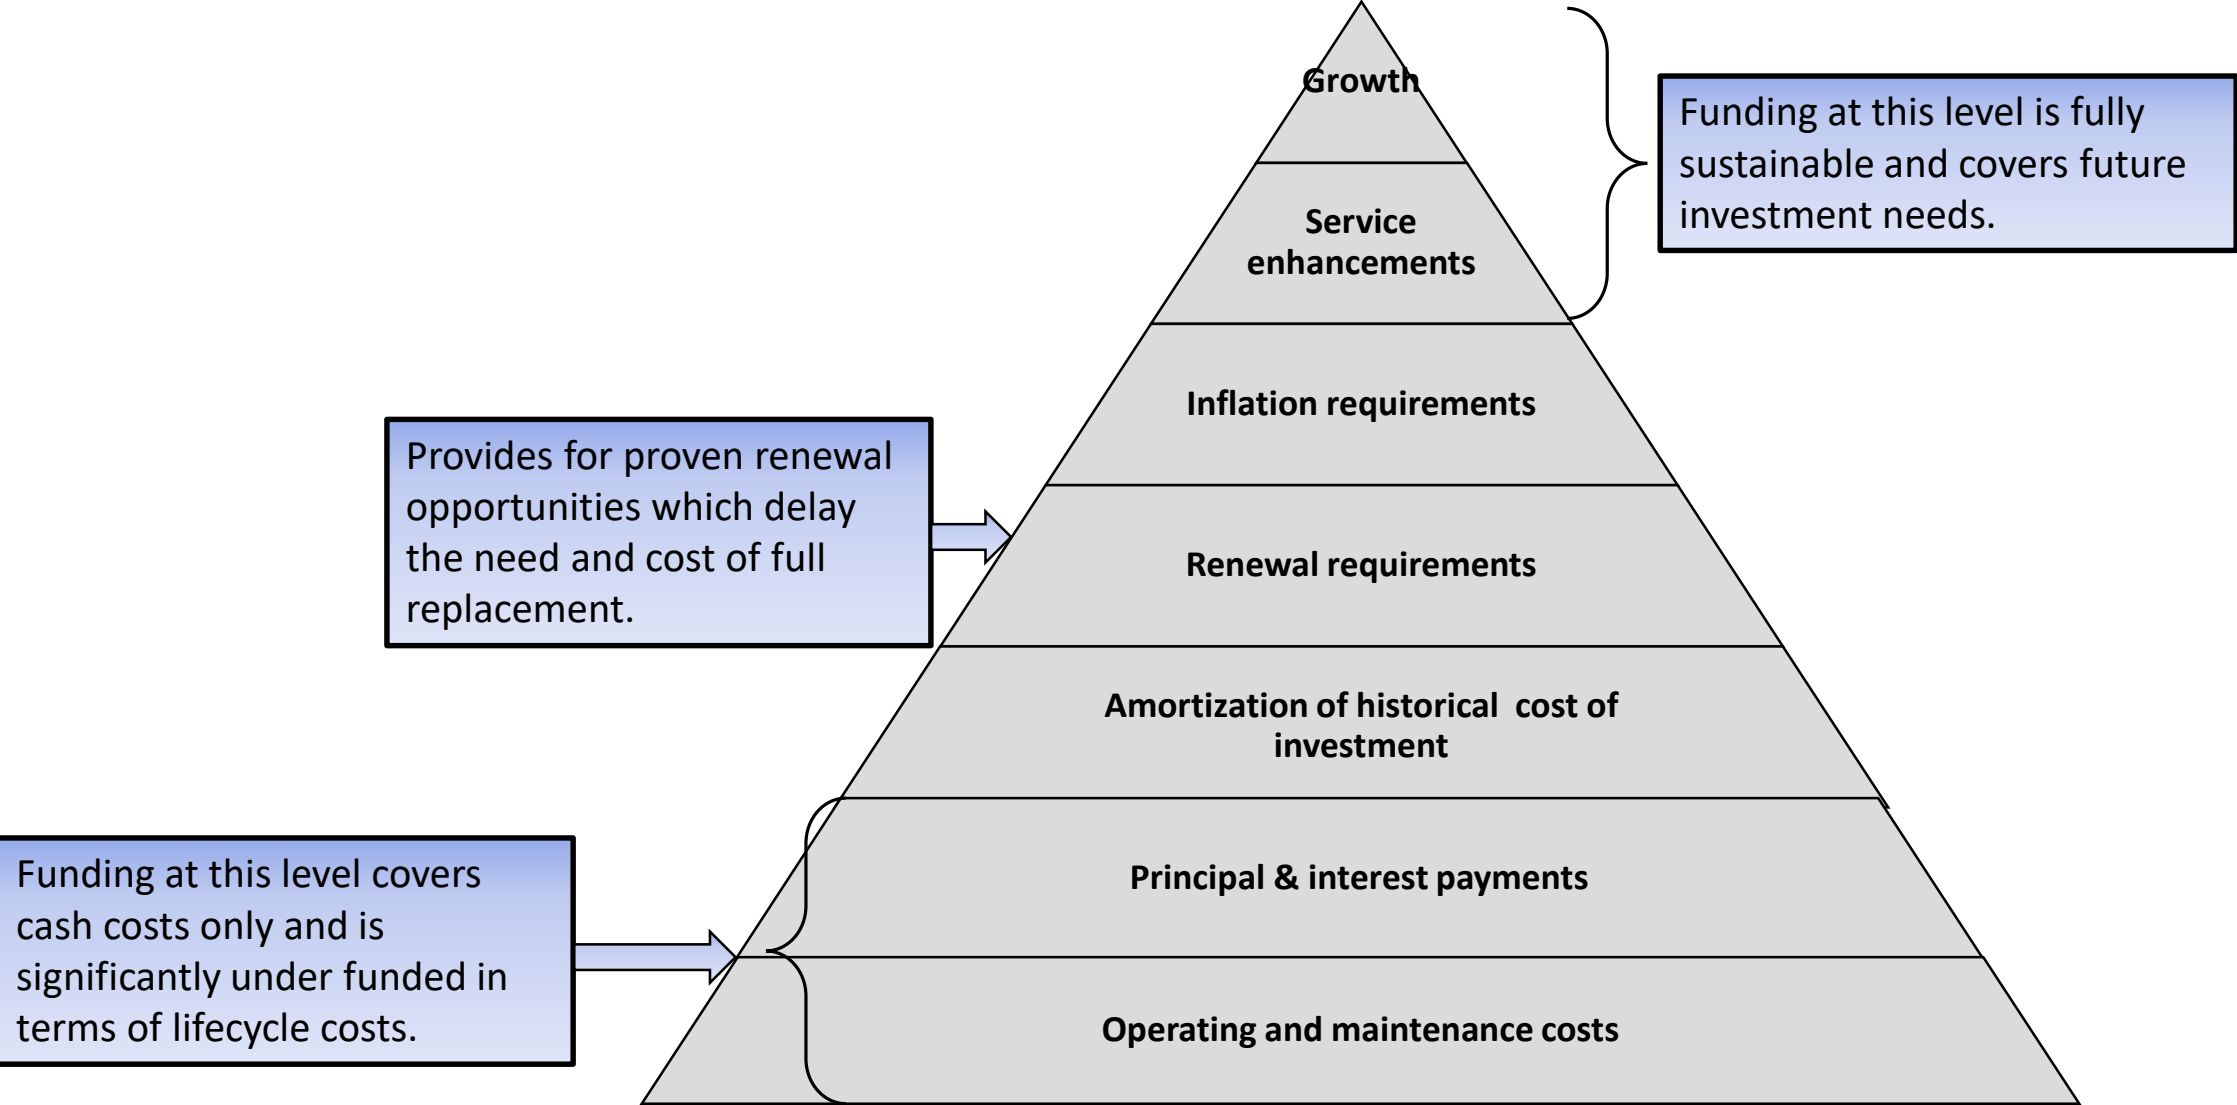 Growth
Funding at this level is fully
sustainable and covers future
investment needs.
Service
enhancements
Inflation requirements
Provides for proven renewal
opportunities which delay
the need and cost of full
replacement.
Renewal requirements
Amortization of historical  cost of
investment
Funding at this level covers
cash costs only and is
significantly under funded in
terms of lifecycle costs.
Principal & interest payments
Operating and maintenance costs